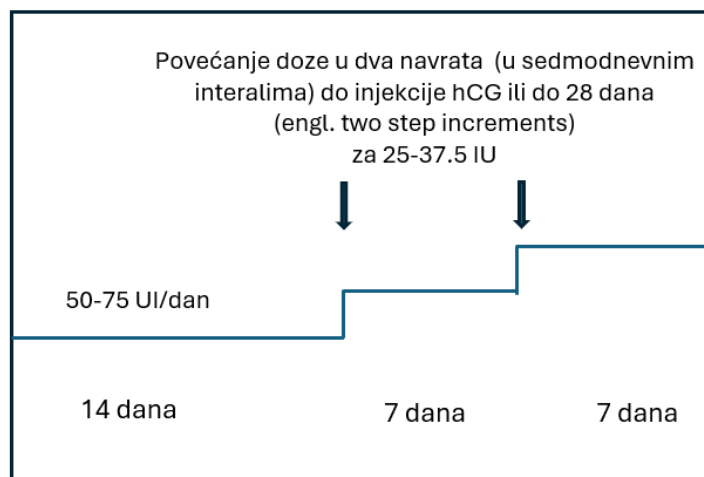 Povećanje doze u dva navrata (u sedmodnevnim
interalima) do injekcije hCG ili do 28 dana
(engl. two step increments)
za 25-37.5 IU
50-75 UI/dan
14 dana
7 dana
7 dana